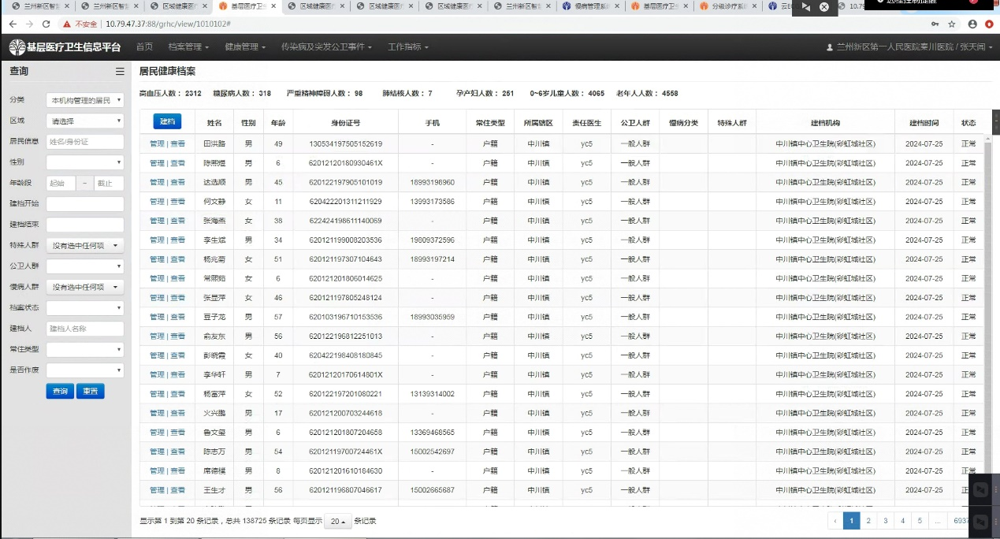 兰州新区智慧 兰州新区智慧 区域健康医 基层医疗卫生 区域健康医疗 区域健康医疗 区域健康医疗 兰州新区智慧 慢病管理系统 基层医疗卫生 分级诊疗系统 10.79
不安全 10.79.47.37:88/grhc/view/1010102#
基层医疗卫生信息平台 首页 档案管理 健康管理 传染病及突发公卫事件 工作指标 兰州新区第一人民医院秦川医院 / 张天闻
查询 居民健康档案
高血压人数： 2312 糖尿病人数： 318 严重精神障碍人数： 98 肺结核人数： 7 孕产妇人数： 251 0~6岁儿童人数： 4065 老年人人数： 4558
分类 本机构管理的居民
区域 请选择
居民信息 姓名/身份证
性别
年龄段 起始 ~ 截止
建档开始
建档结束
特殊人群 没有选中任何项
公卫人群
慢病人群 没有选中任何项
档案状态
建档人 建档人名称
常住类型
是否作废
查询 重置
建档 姓名 性别 年龄 身份证号 手机 常住类型 所属辖区 责任医生 公卫人群 慢病分类 特殊人群 建档机构 建档时间 状态
管理 | 查看 田洪路 男 49 130534197505152619 - 户籍 中川镇 yc5 一般人群 中川镇中心卫生院(彩虹城社区) 2024-07-25 正常
管理 | 查看 陈熙煜 男 6 62012120180930461X - 户籍 中川镇 yc5 一般人群 中川镇中心卫生院(彩虹城社区) 2024-07-25 正常
管理 | 查看 达选顺 男 45 620122197905101019 18993198960 户籍 中川镇 yc5 一般人群 中川镇中心卫生院(彩虹城社区) 2024-07-25 正常
管理 | 查看 何文静 女 11 620422201311211929 13993173586 户籍 中川镇 yc5 一般人群 中川镇中心卫生院(彩虹城社区) 2024-07-25 正常
管理 | 查看 张海燕 女 38 622424198611140069 - 户籍 中川镇 yc5 一般人群 中川镇中心卫生院(彩虹城社区) 2024-07-25 正常
管理 | 查看 李生斌 男 34 620121199008203536 19809372596 户籍 中川镇 yc5 一般人群 中川镇中心卫生院(彩虹城社区) 2024-07-25 正常
管理 | 查看 杨兆菊 女 51 620121197307104643 18993197214 户籍 中川镇 yc5 一般人群 中川镇中心卫生院(彩虹城社区) 2024-07-25 正常
管理 | 查看 常熙茹 女 6 620121201806014625 - 户籍 中川镇 yc5 一般人群 中川镇中心卫生院(彩虹城社区) 2024-07-25 正常
管理 | 查看 张显萍 女 46 620121197805248124 - 户籍 中川镇 yc5 一般人群 中川镇中心卫生院(彩虹城社区) 2024-07-25 正常
管理 | 查看 豆子龙 男 57 620103196710153536 18993035959 户籍 中川镇 yc5 一般人群 中川镇中心卫生院(彩虹城社区) 2024-07-25 正常
管理 | 查看 俞友东 男 56 620122196812251013 - 户籍 中川镇 yc5 一般人群 中川镇中心卫生院(彩虹城社区) 2024-07-25 正常
管理 | 查看 彭晓霞 女 40 622194198408180845 - 户籍 中川镇 yc5 一般人群 中川镇中心卫生院(彩虹城社区) 2024-07-25 正常
管理 | 查看 李华轩 男 7 62012120170614801X - 户籍 中川镇 yc5 一般人群 中川镇中心卫生院(彩虹城社区) 2024-07-25 正常
管理 | 查看 杨富萍 女 52 620122197201080221 13139314002 户籍 中川镇 yc5 一般人群 中川镇中心卫生院(彩虹城社区) 2024-07-25 正常
管理 | 查看 火兴鹏 男 17 620121200703244618 - 户籍 中川镇 yc5 一般人群 中川镇中心卫生院(彩虹城社区) 2024-07-25 正常
管理 | 查看 鲁文玺 男 6 620121201807204658 13369468565 户籍 中川镇 yc5 一般人群 中川镇中心卫生院(彩虹城社区) 2024-07-25 正常
管理 | 查看 陈志万 男 54 62012119700724461X 15002542697 户籍 中川镇 yc5 一般人群 中川镇中心卫生院(彩虹城社区) 2024-07-25 正常
管理 | 查看 席德樸 男 8 620121201610184630 - 户籍 中川镇 yc5 一般人群 中川镇中心卫生院(彩虹城社区) 2024-07-25 正常
管理 | 查看 王生才 男 56 620121196807046617 15002665687 户籍 中川镇 yc5 一般人群 中川镇中心卫生院(彩虹城社区) 2024-07-25
显示第 1 到第 20 条记录，总共 138725 条记录 每页显示 20 条记录 ‹ 1 2 3 4 5 ... 6937